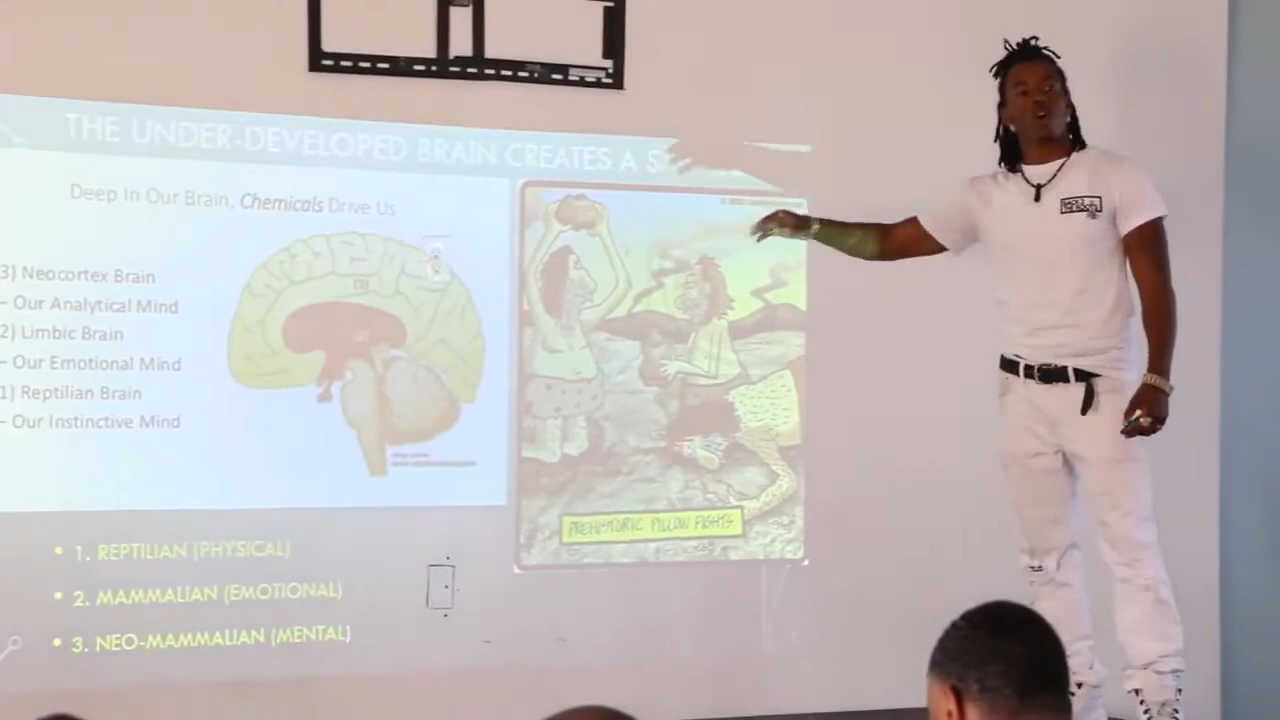 THE UNDER-DEVELOPED BRAIN CREATES A
Deep In Our Brain, Chemicals Drive Us
3) Neocortex Brain
– Our Analytical Mind
2) Limbic Brain
– Our Emotional Mind
1) Reptilian Brain
– Our Instinctive Mind
PREHISTORIC PILLOW FIGHTS
• 1. REPTILIAN (PHYSICAL)
• 2. MAMMALIAN (EMOTIONAL)
• 3. NEO-MAMMALIAN (MENTAL)